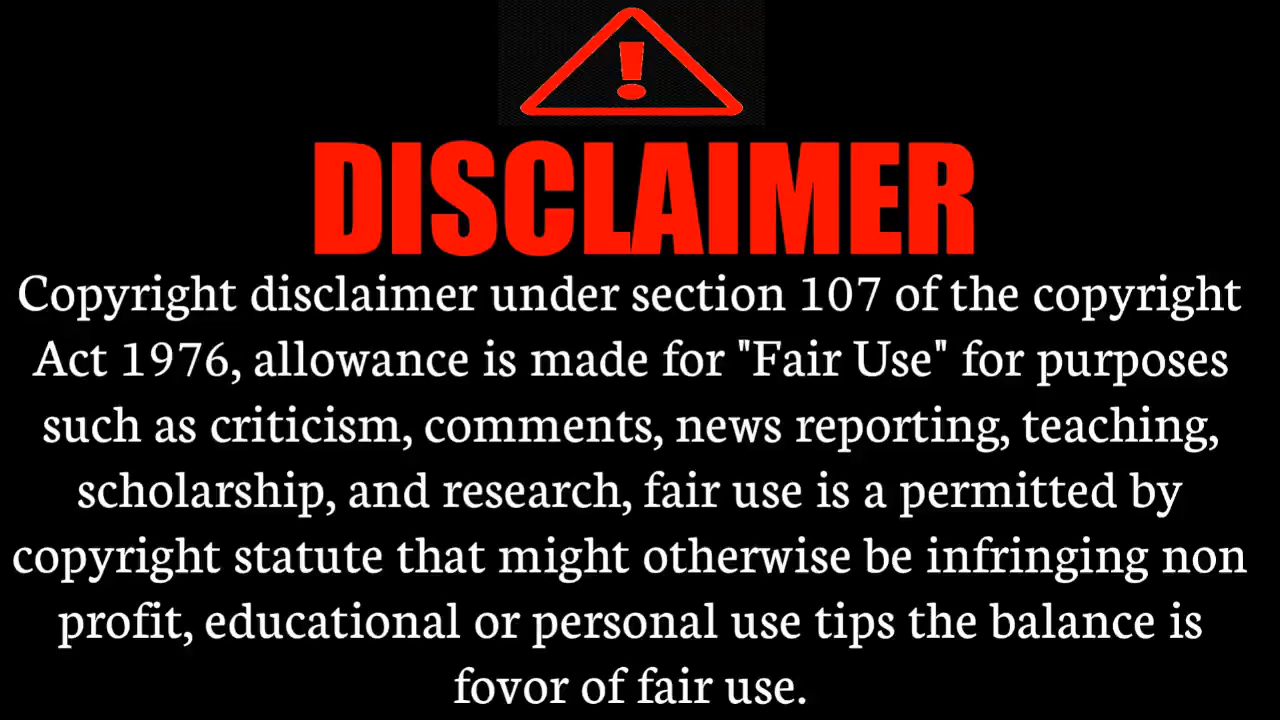 DISCLAIMER
Copyright disclaimer under section 107 of the copyright
Act 1976, allowance is made for "Fair Use" for purposes
such as criticism, comments, news reporting, teaching,
scholarship, and research, fair use is a permitted by
copyright statute that might otherwise be infringing non
profit, educational or personal use tips the balance is
fovor of fair use.